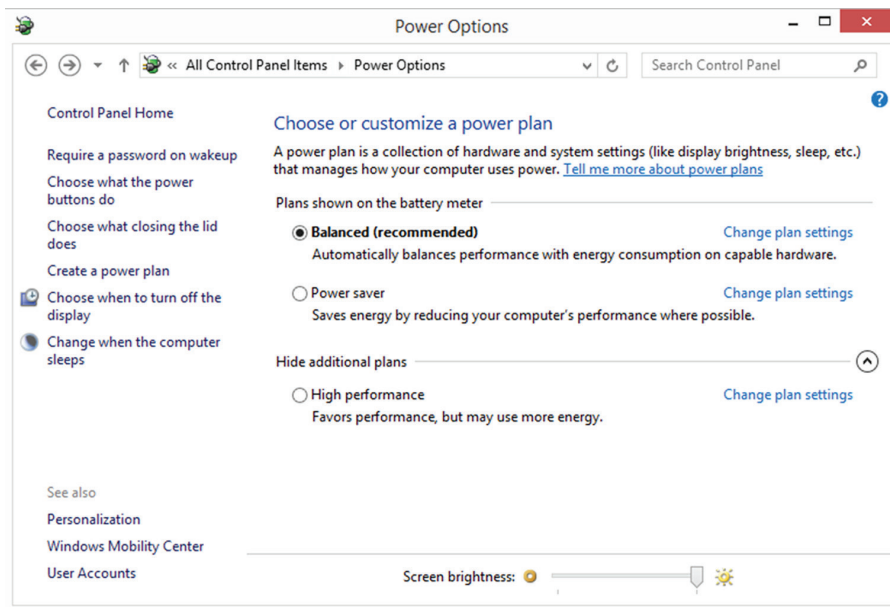 Power Options
« All Control Panel Items Power Options
Search Control Panel
Control Panel Home
Require a password on wakeup
Choose what the power
buttons do
Choose what closing the lid
does
Create a power plan
Choose when to turn off the
display
Change when the computer
sleeps
See also
Personalization
Windows Mobility Center
User Accounts
Choose or customize a power plan
A power plan is a collection of hardware and system settings (like display brightness, sleep, etc.)
that manages how your computer uses power. Tell me more about power plans
Plans shown on the battery meter
Balanced (recommended) Change plan settings
Automatically balances performance with energy consumption on capable hardware.
Power saver Change plan settings
Saves energy by reducing your computer's performance where possible.
Hide additional plans
High performance Change plan settings
Favors performance, but may use more energy.
Screen brightness: